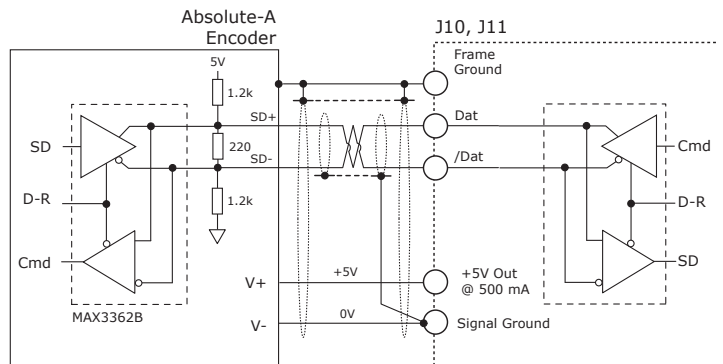 Absolute-A
Encoder
J10, J11
5V
Frame
Ground
1.2k
SD+
Dat
SD
220
Cmd
SD-
/Dat
D-R
D-R
1.2k
Cmd
SD
V+
+5V
+5V Out
@ 500 mA
MAX3362B
V-
0V
Signal Ground